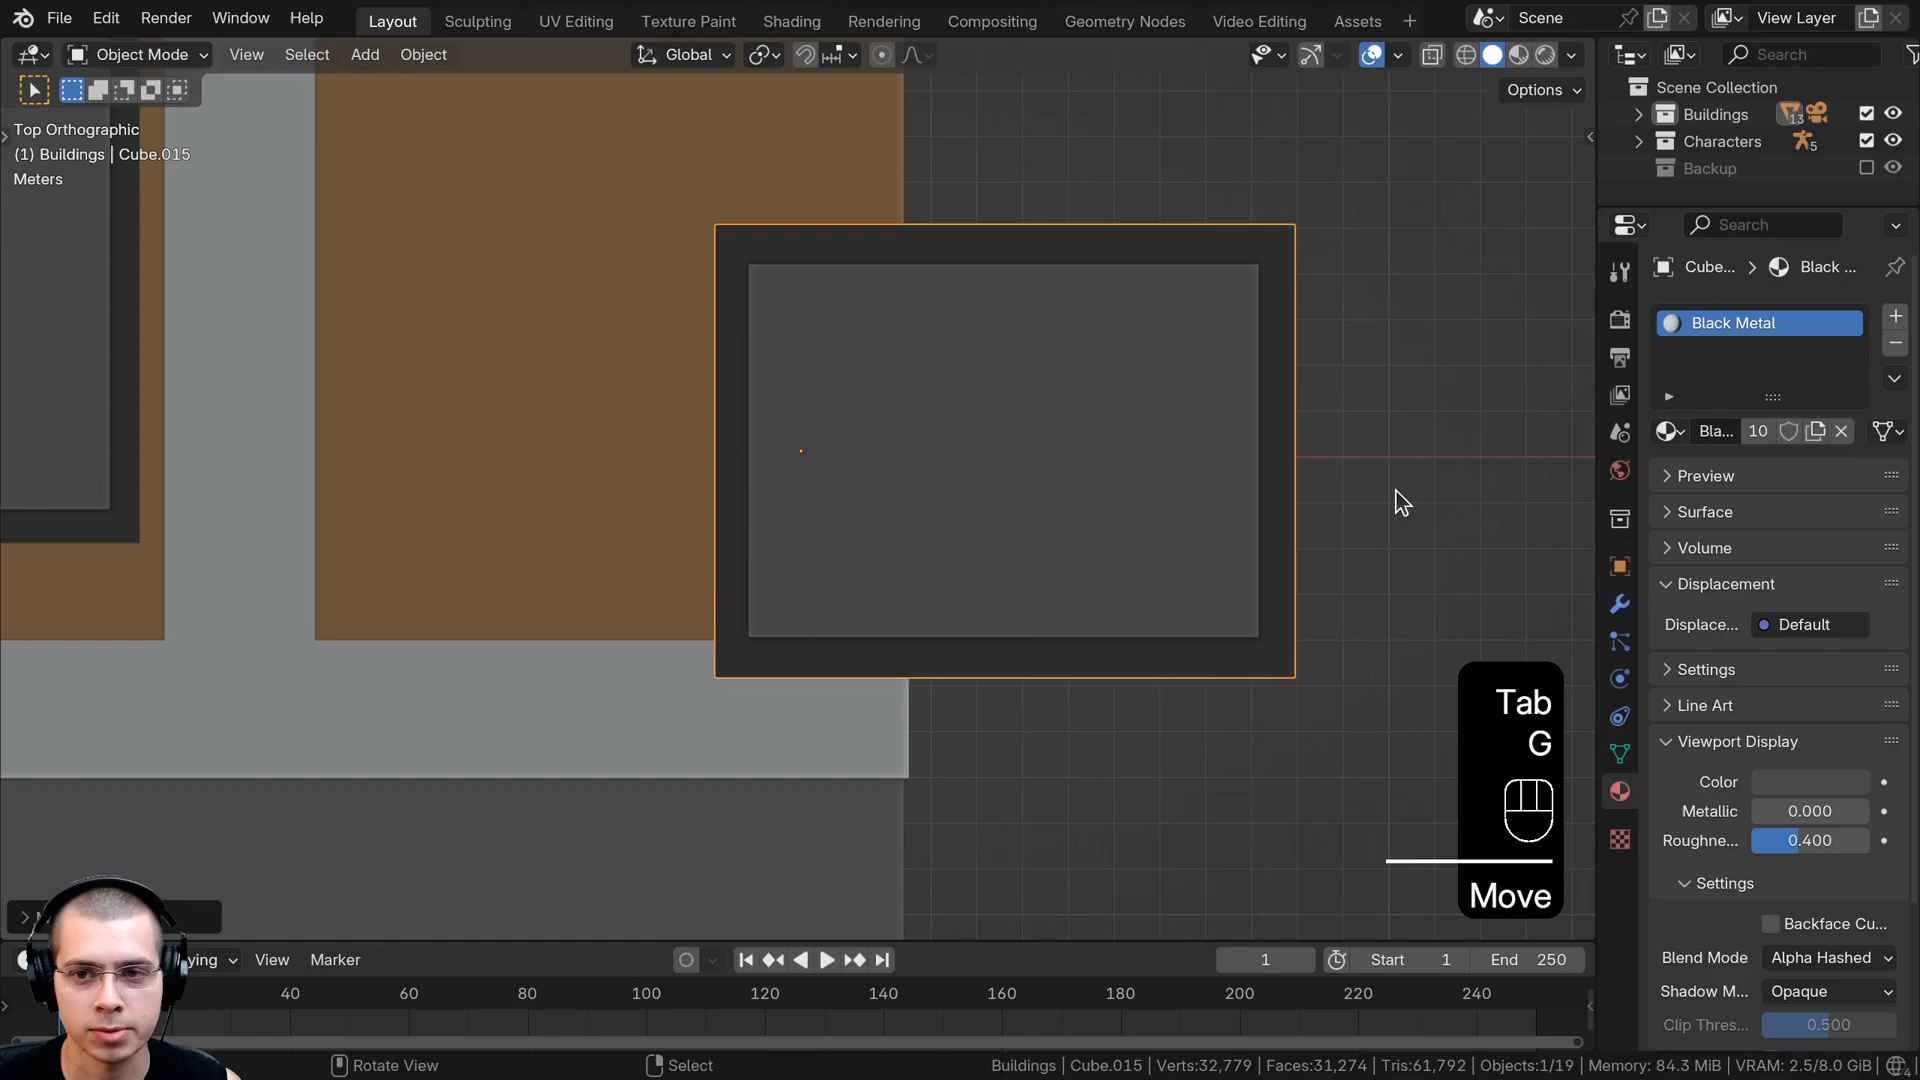 File Edit Render Window Help
Layout Sculpting UV Editing Texture Paint Shading Rendering Compositing Geometry Nodes Video Editing Assets
Scene
View Layer
Object Mode View Select Add Object
Global
Search
Options
Scene Collection
Buildings 13
Characters 5
Backup
Top Orthographic
(1) Buildings | Cube.015
Meters
Search
Cube... Black ...
Black Metal
Bla... 10
Preview
Surface
Volume
Displacement
Displace... Default
Settings
Line Art
Viewport Display
Color
Metallic 0.000
Roughne... 0.400
Settings
Backface Cu...
Blend Mode Alpha Hashed
Shadow M... Opaque
Clip Thres... 0.500
Tab
G
Move
View Marker
1 Start 1 End 250
40 60 80 100 120 140 160 180 200 220 240
Rotate View Select
Buildings | Cube.015 | Verts:32,779 | Faces:31,274 | Tris:61,792 | Objects:1/19 | Memory: 84.3 MiB | VRAM: 2.5/8.0 GiB | 4